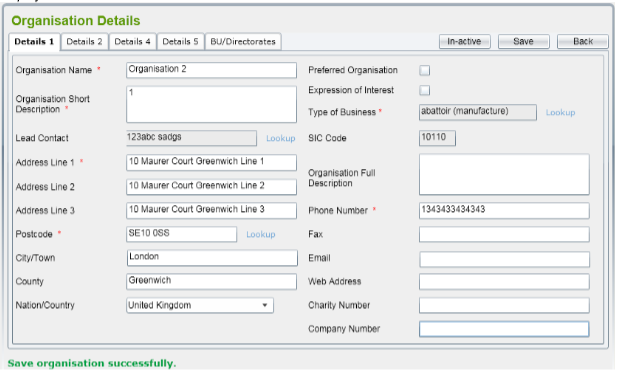 Organisation Details
Details 1 Details 2 Details 4 Details 5 BU/Directorates In-active Save Back
Organisation Name * Organisation 2
Organisation Short Description * 1
Lead Contact 123abc sadgs Lookup
Address Line 1 * 10 Maurer Court Greenwich Line 1
Address Line 2 10 Maurer Court Greenwich Line 2
Address Line 3 10 Maurer Court Greenwich Line 3
Postcode * SE10 0SS Lookup
City/Town London
County Greenwich
Nation/Country United Kingdom
Preferred Organisation
Expression of Interest
Type of Business * abattoir (manufacture) Lookup
SIC Code 10110
Organisation Full Description
Phone Number * 1343433434343
Fax
Email
Web Address
Charity Number
Company Number
Save organisation successfully.